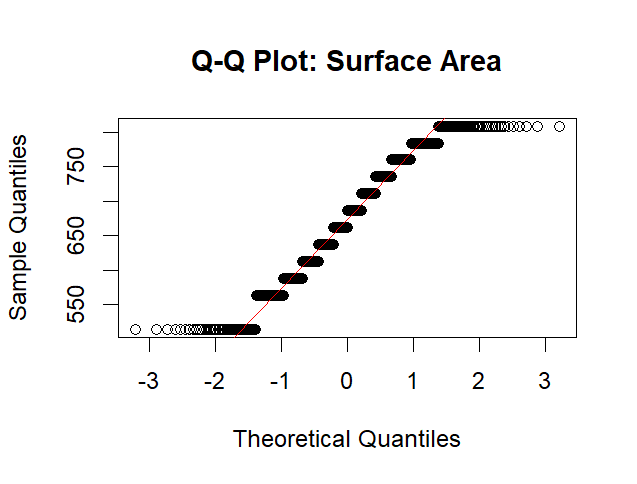 Q-Q Plot: Surface Area
Sample Quantiles
750
650
550
-3 -2 -1 0 1 2 3
Theoretical Quantiles